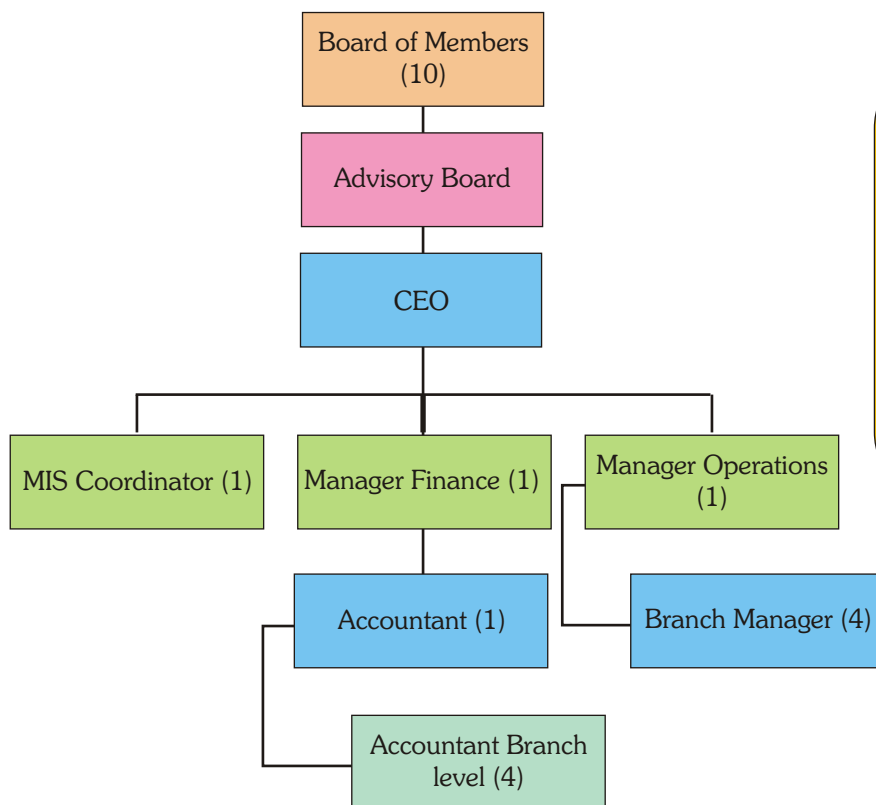 Board of Members
(10)
Advisory Board
CEO
MIS Coordinator (1)
Manager Finance (1)
Manager Operations
(1)
Accountant (1)
Branch Manager (4)
Accountant Branch
level (4)